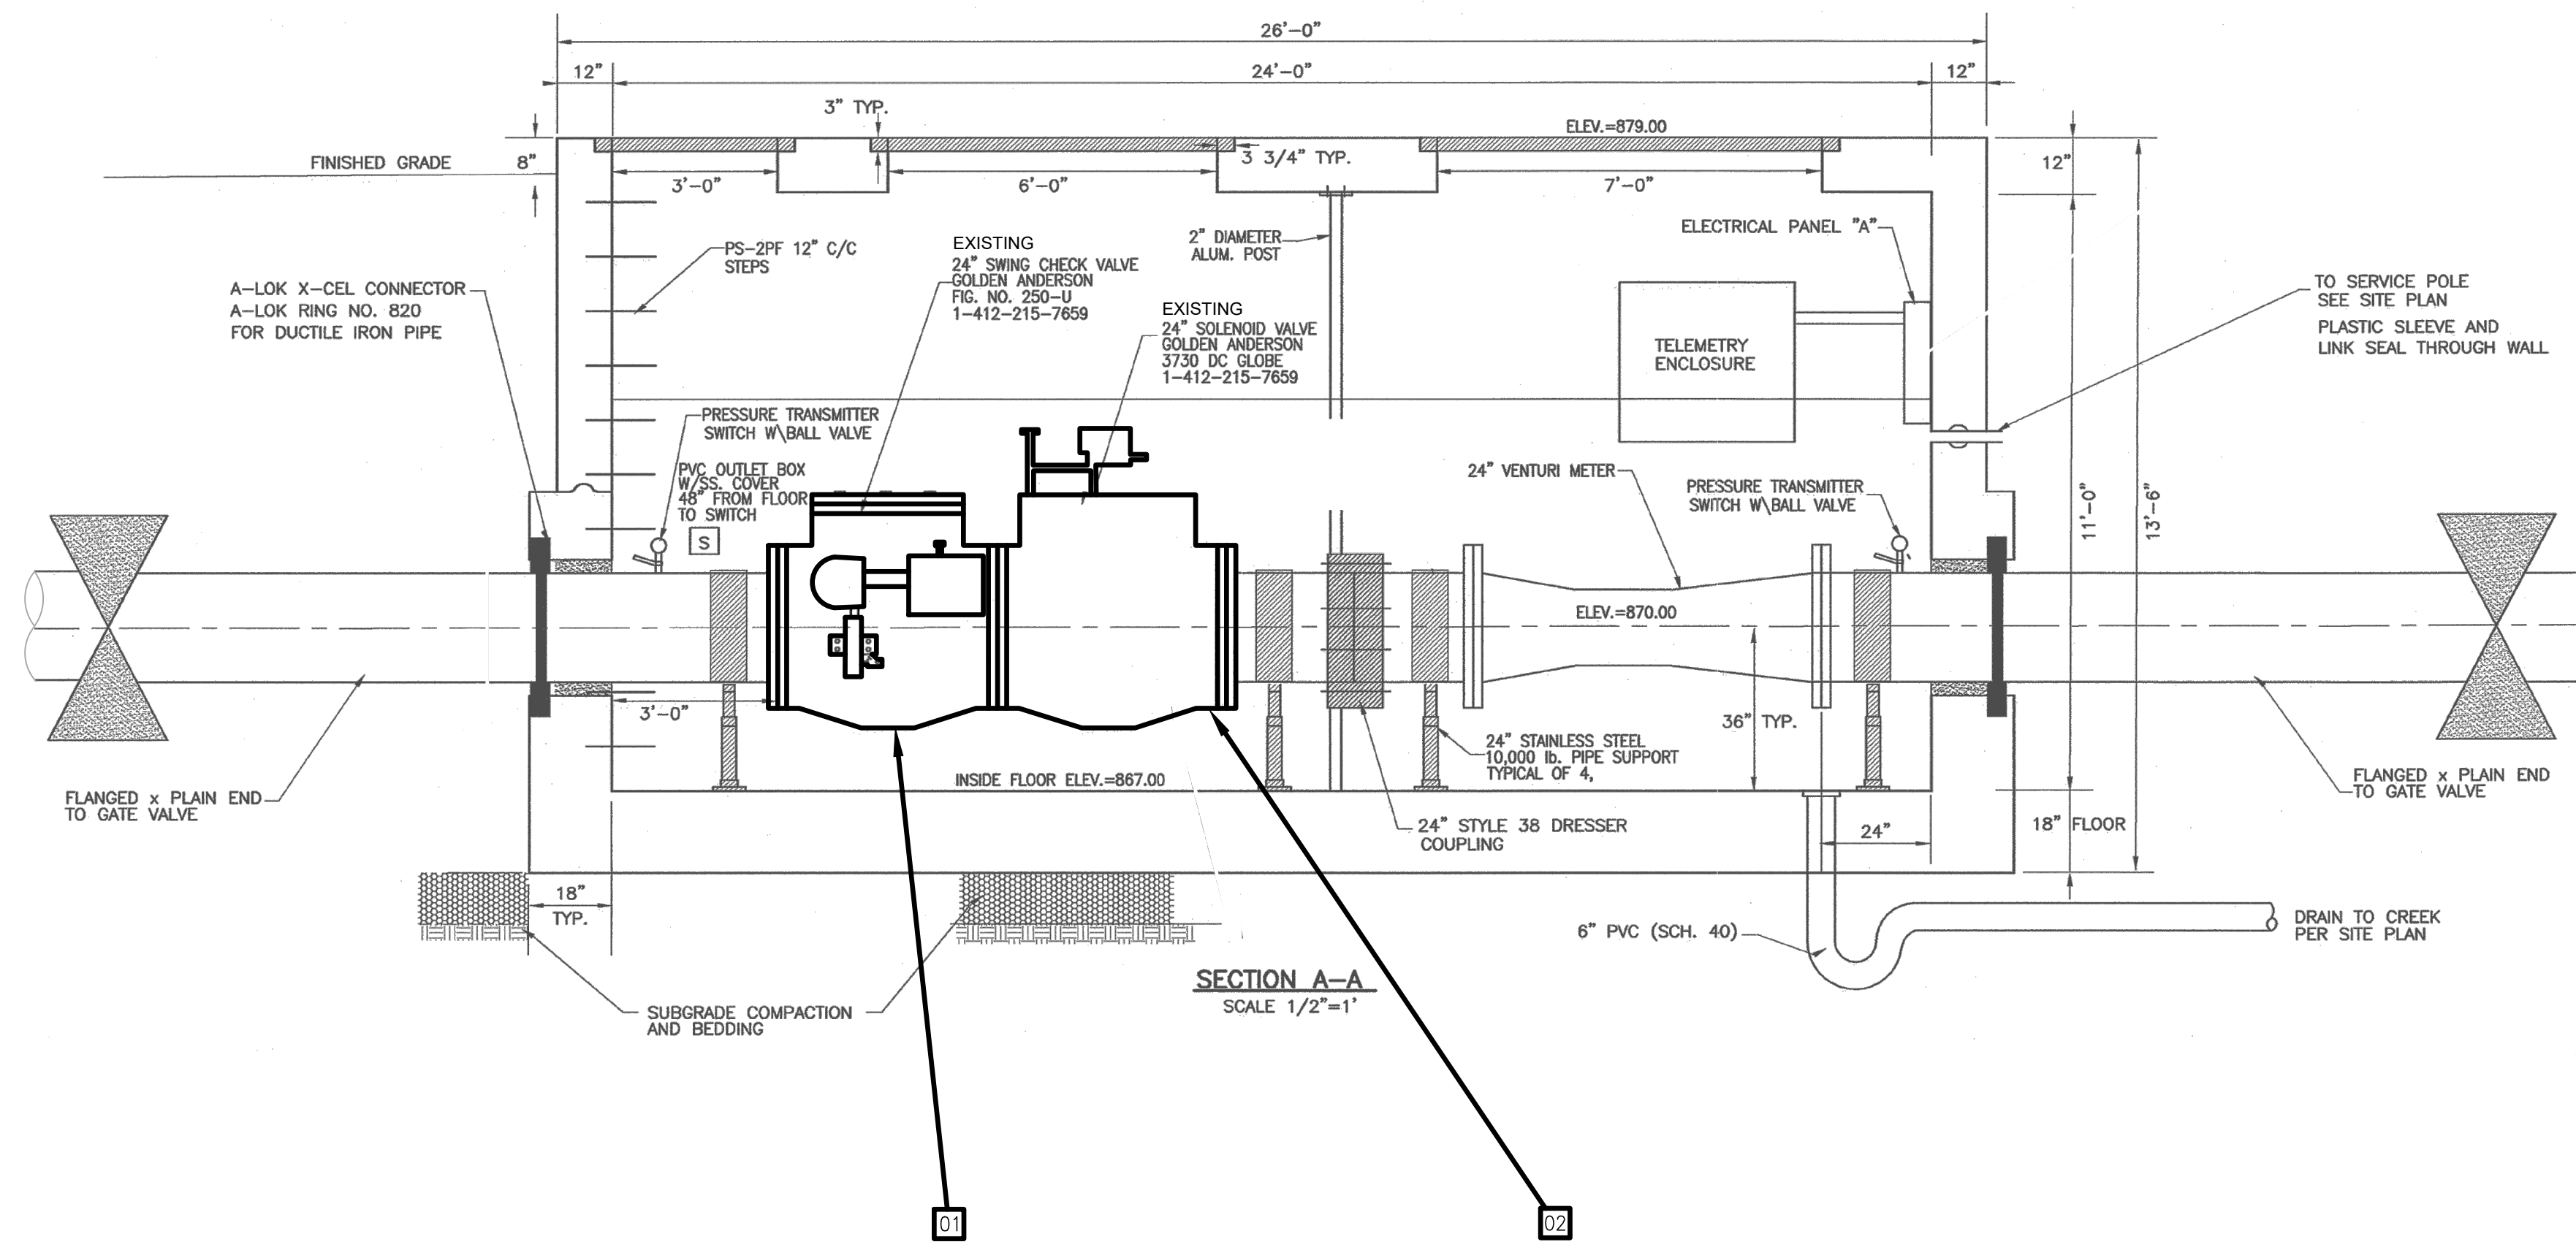 26'-0"
12"
24'-0"
12"
3" TYP.
ELEV.=879.00
FINISHED GRADE
8"
3 3/4" TYP.
12"
3'-0"
6'-0"
7'-0"
PS-2PF 12" C/C
STEPS
EXISTING
24" SWING CHECK VALVE
GOLDEN ANDERSON
FIG. NO. 250-U
1-412-215-7659
2" DIAMETER
ALUM. POST
ELECTRICAL PANEL "A"
A-LOK X-CEL CONNECTOR
A-LOK RING NO. 820
FOR DUCTILE IRON PIPE
EXISTING
24" SOLENOID VALVE
GOLDEN ANDERSON
3730 DC GLOBE
1-412-215-7659
TELEMETRY
ENCLOSURE
TO SERVICE POLE
SEE SITE PLAN
PLASTIC SLEEVE AND
LINK SEAL THROUGH WALL
PRESSURE TRANSMITTER
SWITCH W\BALL VALVE
PVC OUTLET BOX
W/SS. COVER
48" FROM FLOOR
TO SWITCH
S
24" VENTURI METER
PRESSURE TRANSMITTER
SWITCH W\BALL VALVE
11'-0"
13'-6"
ELEV.=870.00
3'-0"
36" TYP.
24" STAINLESS STEEL
10,000 lb. PIPE SUPPORT
TYPICAL OF 4,
INSIDE FLOOR ELEV.=867.00
FLANGED x PLAIN END
TO GATE VALVE
FLANGED x PLAIN END
TO GATE VALVE
24" STYLE 38 DRESSER
COUPLING
24"
18" FLOOR
18"
TYP.
6" PVC (SCH. 40)
DRAIN TO CREEK
PER SITE PLAN
SECTION A-A
SCALE 1/2"=1'
SUBGRADE COMPACTION
AND BEDDING
01
02